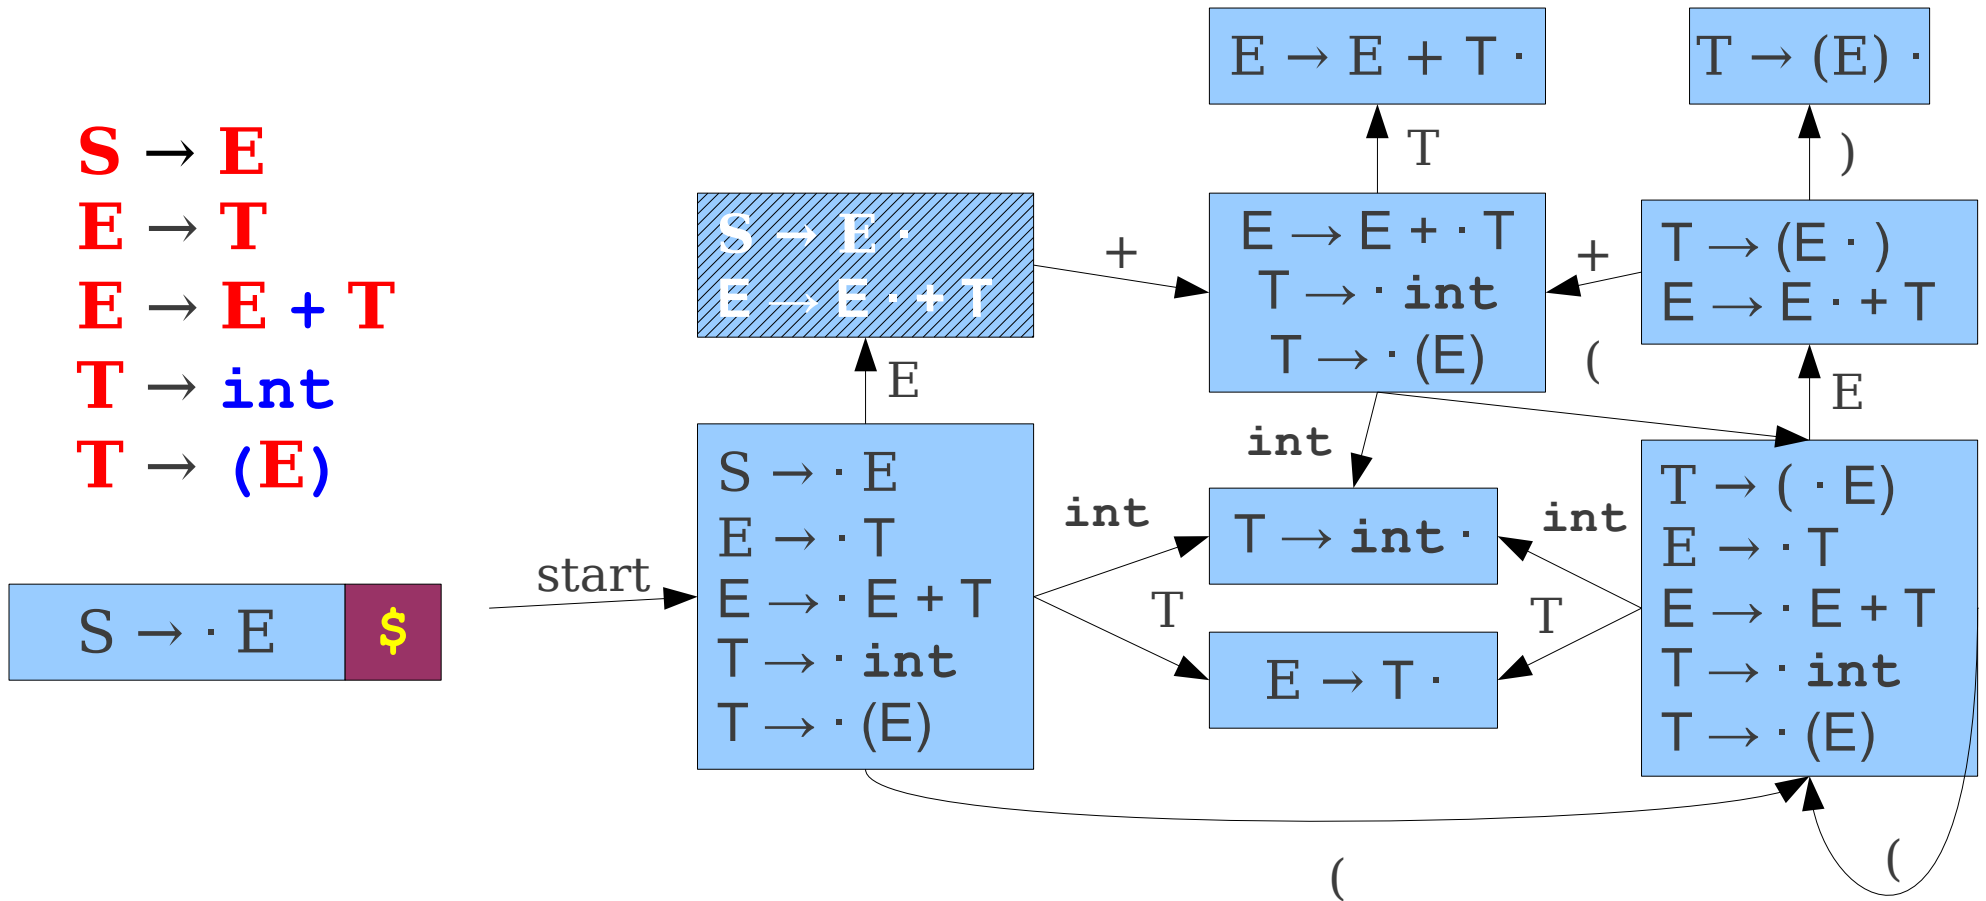 S → E
E → T
E → E + T
T → int
T → (E)
S → · E $
start
S → E ·
E → E · + T
E
S → · E
E → · T
E → · E + T
T → · int
T → · (E)
+
E → E + T ·
T
E → E + · T
T → · int
T → · (E)
int
int
T → int ·
int
T
E → T ·
T
T → (E) ·
)
+
T → (E · )
E → E · + T
(
E
T → ( · E)
E → · T
E → · E + T
T → · int
T → · (E)
(
(